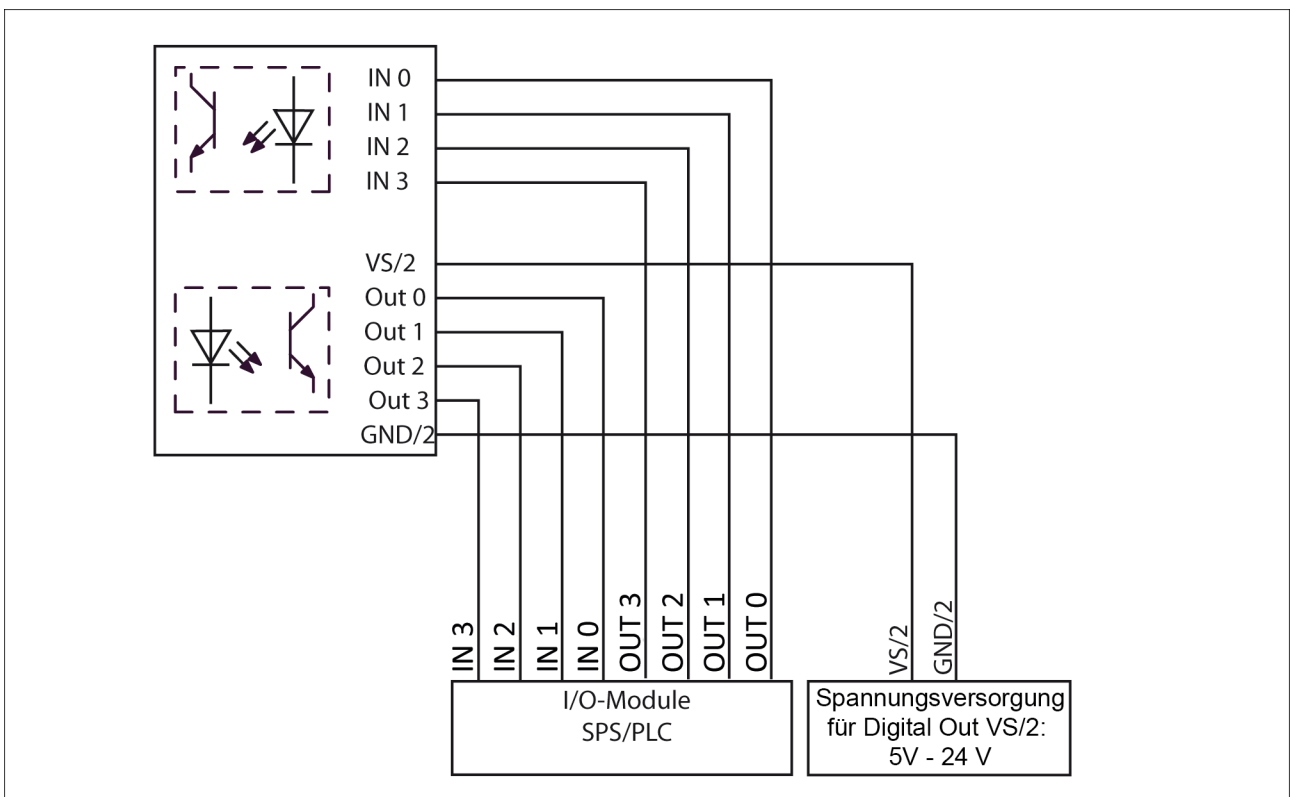 IN 0
IN 1
IN 2
IN 3
VS/2
Out 0
Out 1
Out 2
Out 3
GND/2
IN 3
IN 2
IN 1
IN 0
OUT 3
OUT 2
OUT 1
OUT 0
VS/2
GND/2
I/O-Module
SPS/PLC
Spannungsversorgung
für Digital Out VS/2:
5V - 24 V